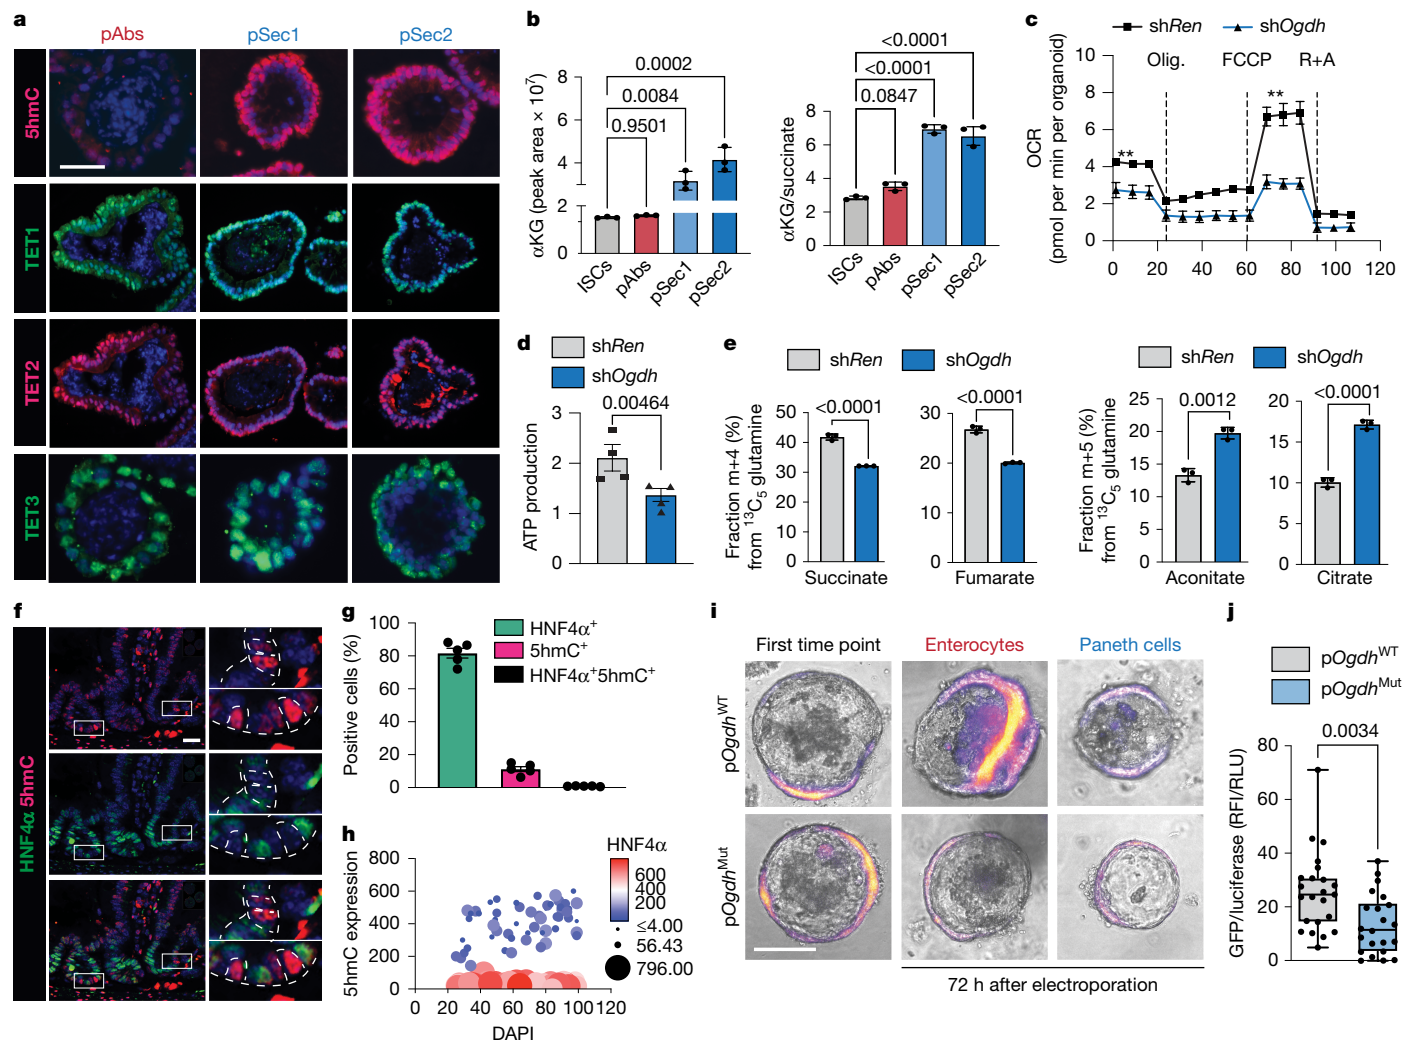 a
pAbs
pSec1
pSec2
5hmC
TET1
TET2
TET3
b
αKG (peak area × 10⁷)
8
6
4
2
2
0
0.0002
0.0084
0.9501
ISCs
pAbs
pSec1
pSec2
αKG/succinate
8
6
4
2
0
<0.0001
<0.0001
0.0847
ISCs
pAbs
pSec1
pSec2
c
shRen
shOgdh
OCR
(pmol per min per organoid)
10
8
6
4
2
0
Olig.
FCCP
R+A
**
**
0
20
40
60
80
100
120
d
shRen
shOgdh
ATP production
3
2
1
0
0.00464
e
shRen
shOgdh
Fraction m+4 (%)
from ¹³C₅ glutamine
50
40
30
20
10
0
<0.0001
Succinate
30
20
10
0
<0.0001
Fumarate
shRen
shOgdh
Fraction m+5 (%)
from ¹³C₅ glutamine
25
20
15
10
5
0
0.0012
Aconitate
20
15
10
5
0
<0.0001
Citrate
f
HNF4α 5hmC
g
Positive cells (%)
100
80
60
40
20
0
HNF4α⁺
5hmC⁺
HNF4α⁺5hmC⁺
h
5hmC expression
800
600
400
200
0
0
20
40
60
80
100
120
DAPI
HNF4α
600
400
200
≤4.00
56.43
796.00
i
First time point
Enterocytes
Paneth cells
pOgdhWT
pOgdhMut
72 h after electroporation
j
pOgdhWT
pOgdhMut
GFP/luciferase (RFI/RLU)
80
60
40
20
0
0.0034